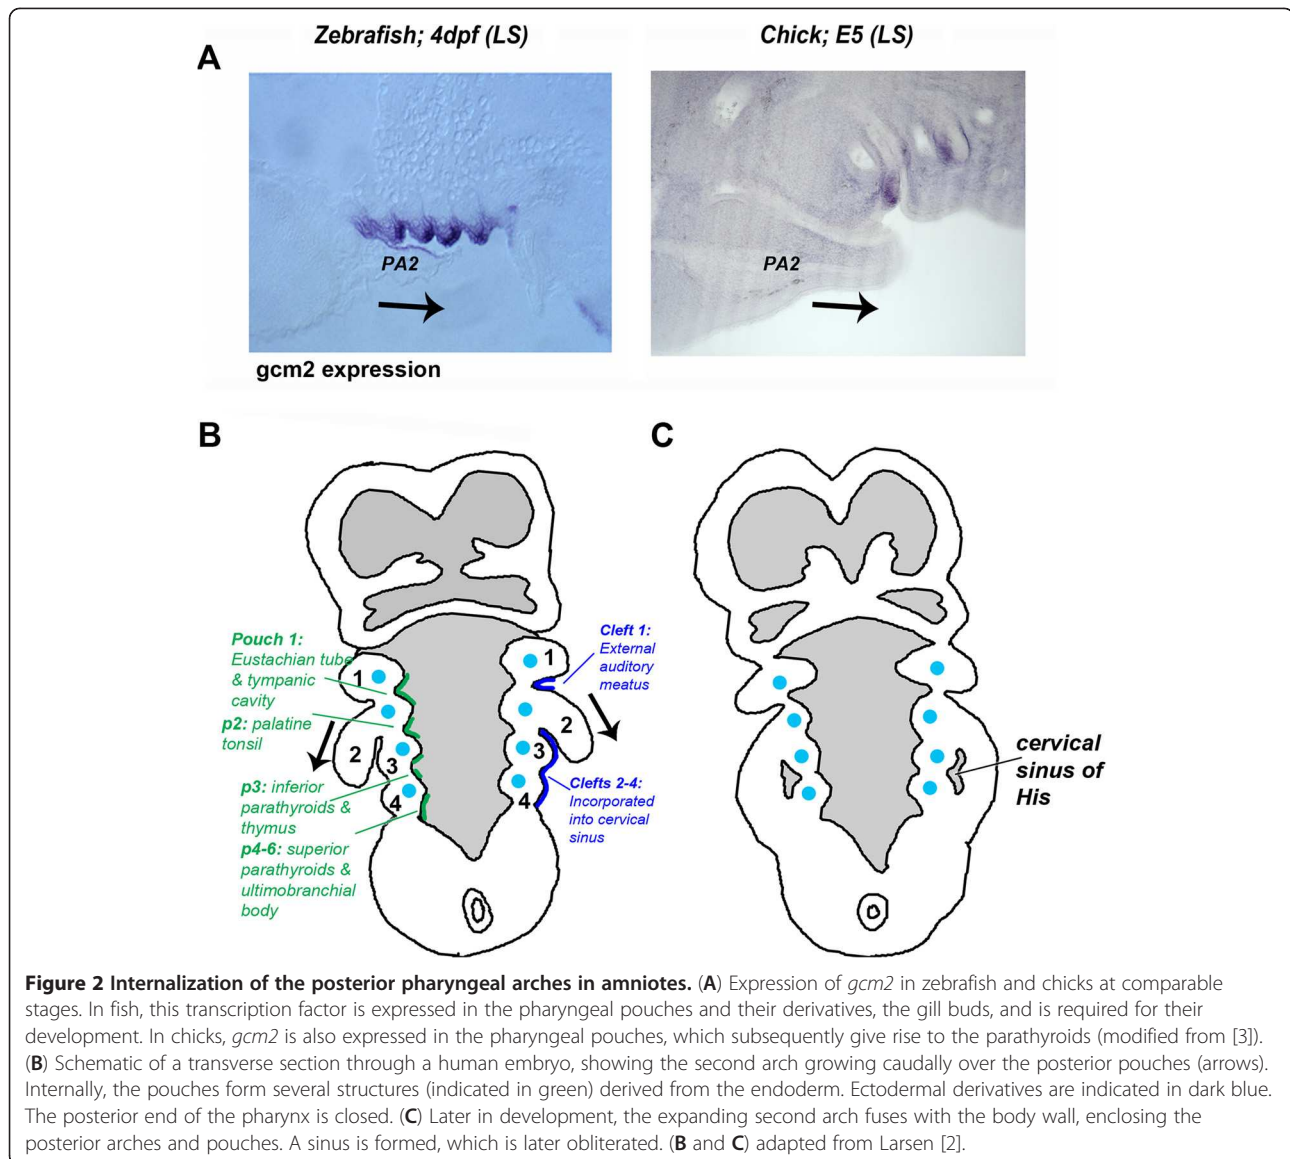 Zebrafish; 4dpf (LS)
Chick; E5 (LS)
A
PA2
PA2
gcm2 expression
B
C
Pouch 1:
Eustachian tube
& tympanic
cavity
p2: palatine
tonsil
p3: inferior
parathyroids &
thymus
p4-6: superior
parathyroids &
ultimobranchial
body
1
2
3
4
1
2
3
4
Cleft 1:
External
auditory
meatus
Clefts 2-4:
Incorporated
into cervical
sinus
cervical
sinus of
His
Figure 2 Internalization of the posterior pharyngeal arches in amniotes. (A) Expression of gcm2 in zebrafish and chicks at comparable
stages. In fish, this transcription factor is expressed in the pharyngeal pouches and their derivatives, the gill buds, and is required for their
development. In chicks, gcm2 is also expressed in the pharyngeal pouches, which subsequently give rise to the parathyroids (modified from [3]).
(B) Schematic of a transverse section through a human embryo, showing the second arch growing caudally over the posterior pouches (arrows).
Internally, the pouches form several structures (indicated in green) derived from the endoderm. Ectodermal derivatives are indicated in dark blue.
The posterior end of the pharynx is closed. (C) Later in development, the expanding second arch fuses with the body wall, enclosing the
posterior arches and pouches. A sinus is formed, which is later obliterated. (B and C) adapted from Larsen [2].